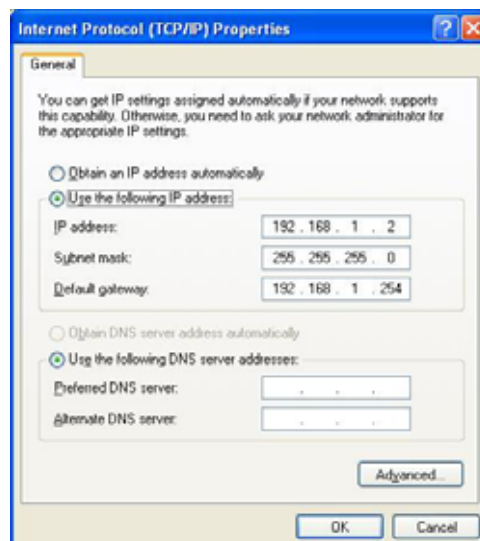 Internet Protocol (TCP/IP) Properties
General
You can get IP settings assigned automatically if your network supports
this capability. Otherwise, you need to ask your network administrator for
the appropriate IP settings.
Obtain an IP address automatically
Use the following IP address:
IP address: 192 . 168 . 1 . 2
Subnet mask: 255 . 255 . 255 . 0
Default gateway: 192 . 168 . 1 . 254
Obtain DNS server address automatically
Use the following DNS server addresses:
Preferred DNS server: . . .
Alternate DNS server: . . .
Advanced...
OK Cancel